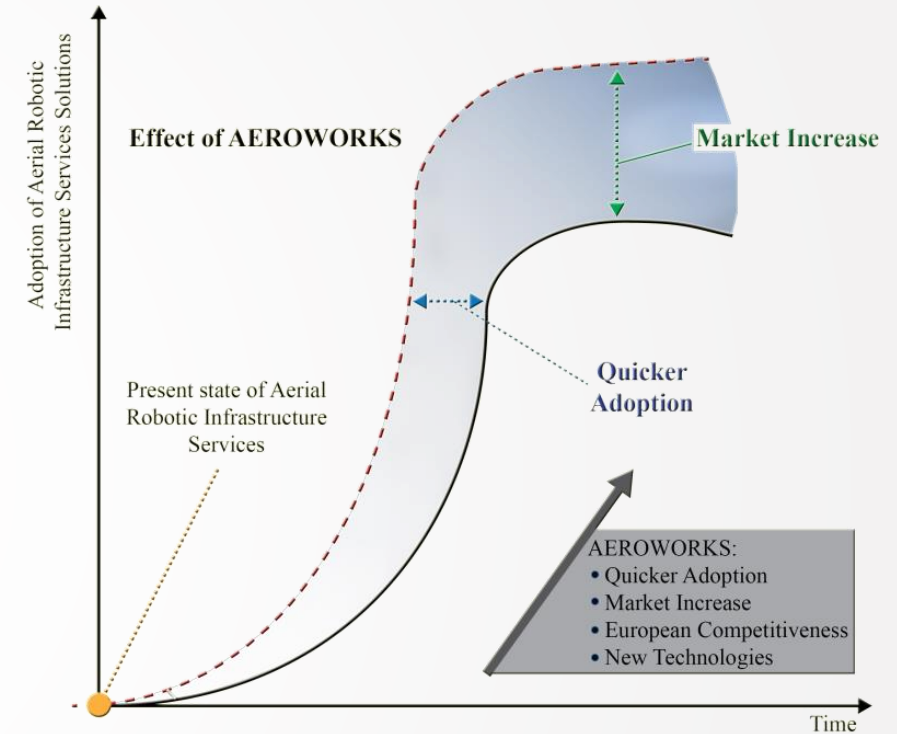 Adoption of Aerial Robotic
Infrastructure Services Solutions
Effect of AEROWORKS
Market Increase
Quicker
Adoption
Present state of Aerial
Robotic Infrastructure
Services
AEROWORKS:
• Quicker Adoption
• Market Increase
• European Competitiveness
• New Technologies
Time